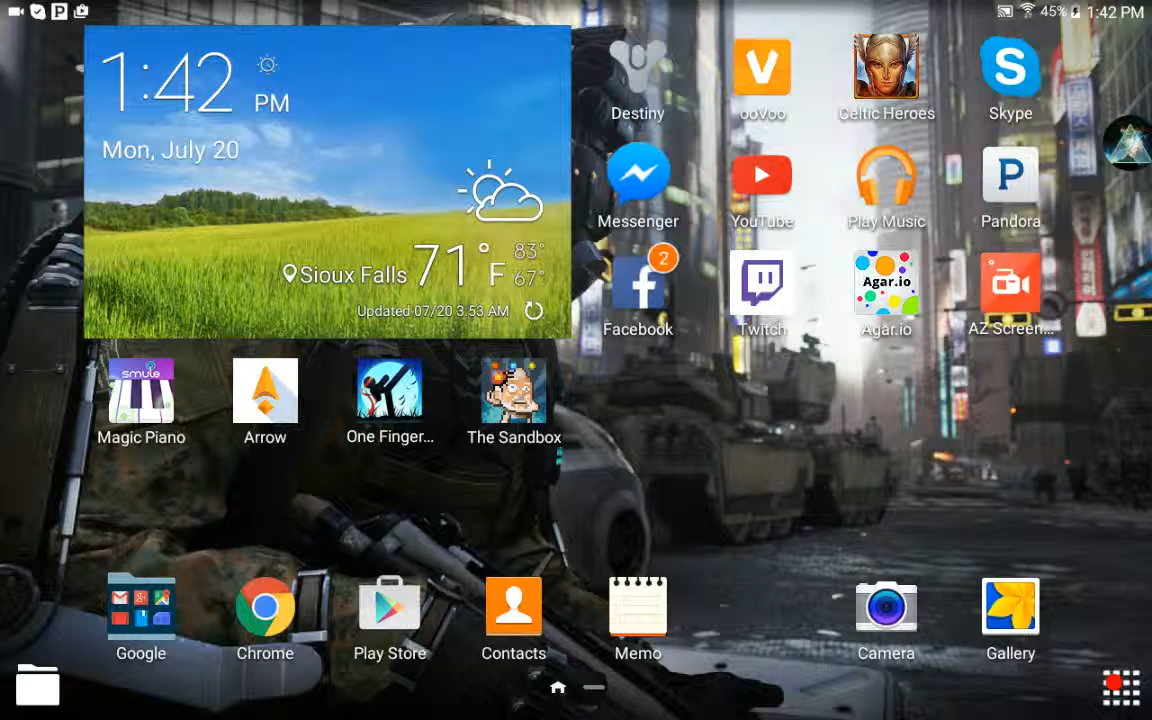 45% 1:42 PM
1:42 PM
Mon, July 20
Sioux Falls 71°F 83° 67°
Updated 07/20 3:53 AM
Destiny
ooVoo
Celtic Heroes
Skype
Messenger
YouTube
Play Music
Pandora
2
Agar.io
Facebook
Twitch
Agar.io
AZ Screen...
smule
Magic Piano
Arrow
One Finger...
The Sandbox
Google
Chrome
Play Store
Contacts
Memo
Camera
Gallery